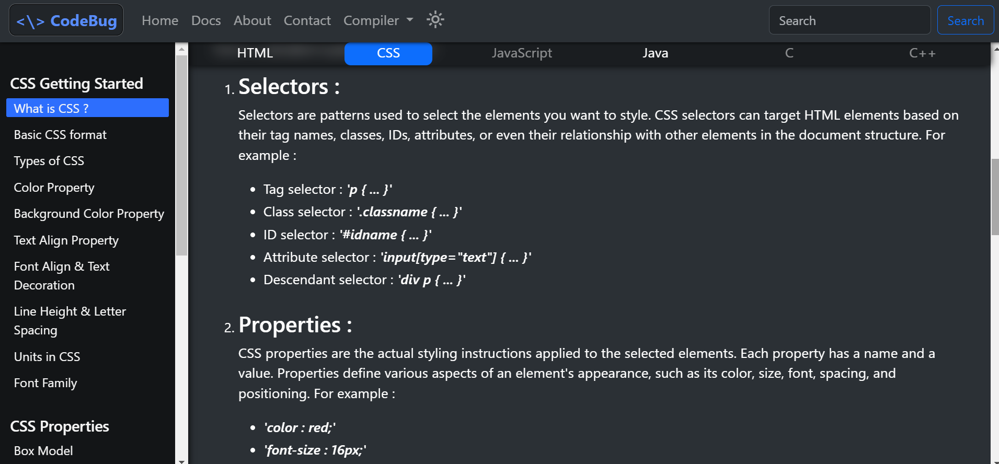 <\> CodeBug Home Docs About Contact Compiler Search Search
HTML CSS JavaScript Java C C++
CSS Getting Started
What is CSS ?
Basic CSS format
Types of CSS
Color Property
Background Color Property
Text Align Property
Font Align & Text
Decoration
Line Height & Letter
Spacing
Units in CSS
Font Family
CSS Properties
Box Model
1. Selectors :
Selectors are patterns used to select the elements you want to style. CSS selectors can target HTML elements based on
their tag names, classes, IDs, attributes, or even their relationship with other elements in the document structure. For
example :
• Tag selector : 'p { ... }'
• Class selector : '.classname { ... }'
• ID selector : '#idname { ... }'
• Attribute selector : 'input[type="text"] { ... }'
• Descendant selector : 'div p { ... }'
2. Properties :
CSS properties are the actual styling instructions applied to the selected elements. Each property has a name and a
value. Properties define various aspects of an element's appearance, such as its color, size, font, spacing, and
positioning. For example :
• 'color : red;'
• 'font-size : 16px;'